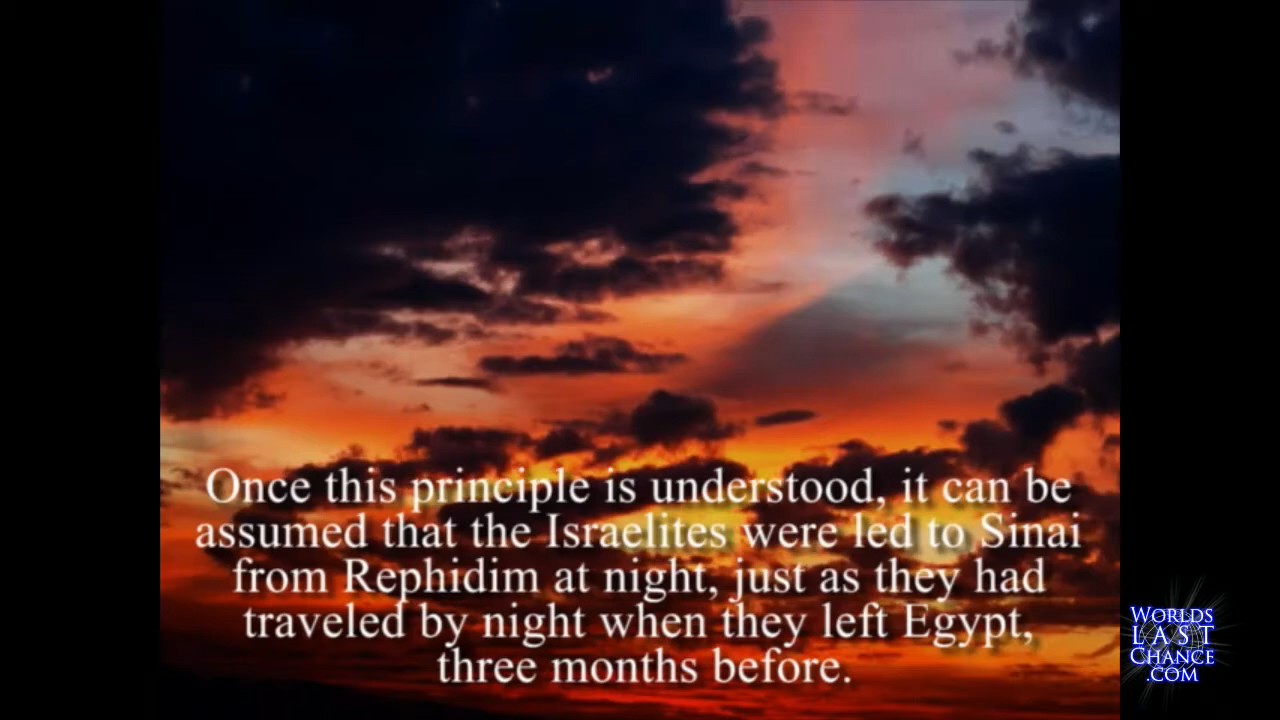 Once this principle is understood, it can be
assumed that the Israelites were led to Sinai
from Rephidim at night, just as they had
traveled by night when they left Egypt,
three months before.
WORLDS
LAST
CHANCE
.COM